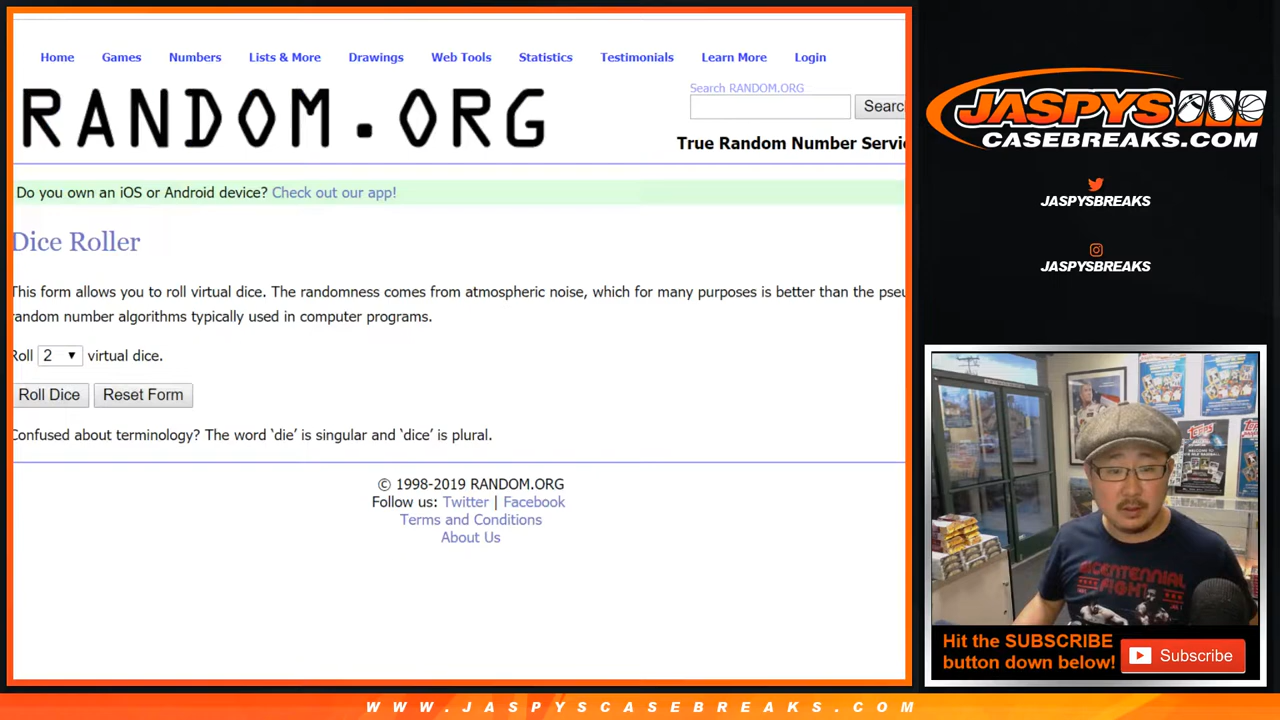 Home Games Numbers Lists & More Drawings Web Tools Statistics Testimonials Learn More Login
RANDOM.ORG
Search RANDOM.ORG
Searc
True Random Number Servi
Do you own an iOS or Android device? Check out our app!
Dice Roller
This form allows you to roll virtual dice. The randomness comes from atmospheric noise, which for many purposes is better than the pseu
random number algorithms typically used in computer programs.
Roll 2 virtual dice.
Roll Dice Reset Form
Confused about terminology? The word ‘die’ is singular and ‘dice’ is plural.
© 1998-2019 RANDOM.ORG
Follow us: Twitter | Facebook
Terms and Conditions
About Us
JASPYS
CASEBREAKS.COM
JASPYSBREAKS
JASPYSBREAKS
topps
BICENTENNIAL
FIGHT
Hit the SUBSCRIBE
button down below!
Subscribe
WWW.JASPYSCASEBREAKS.COM